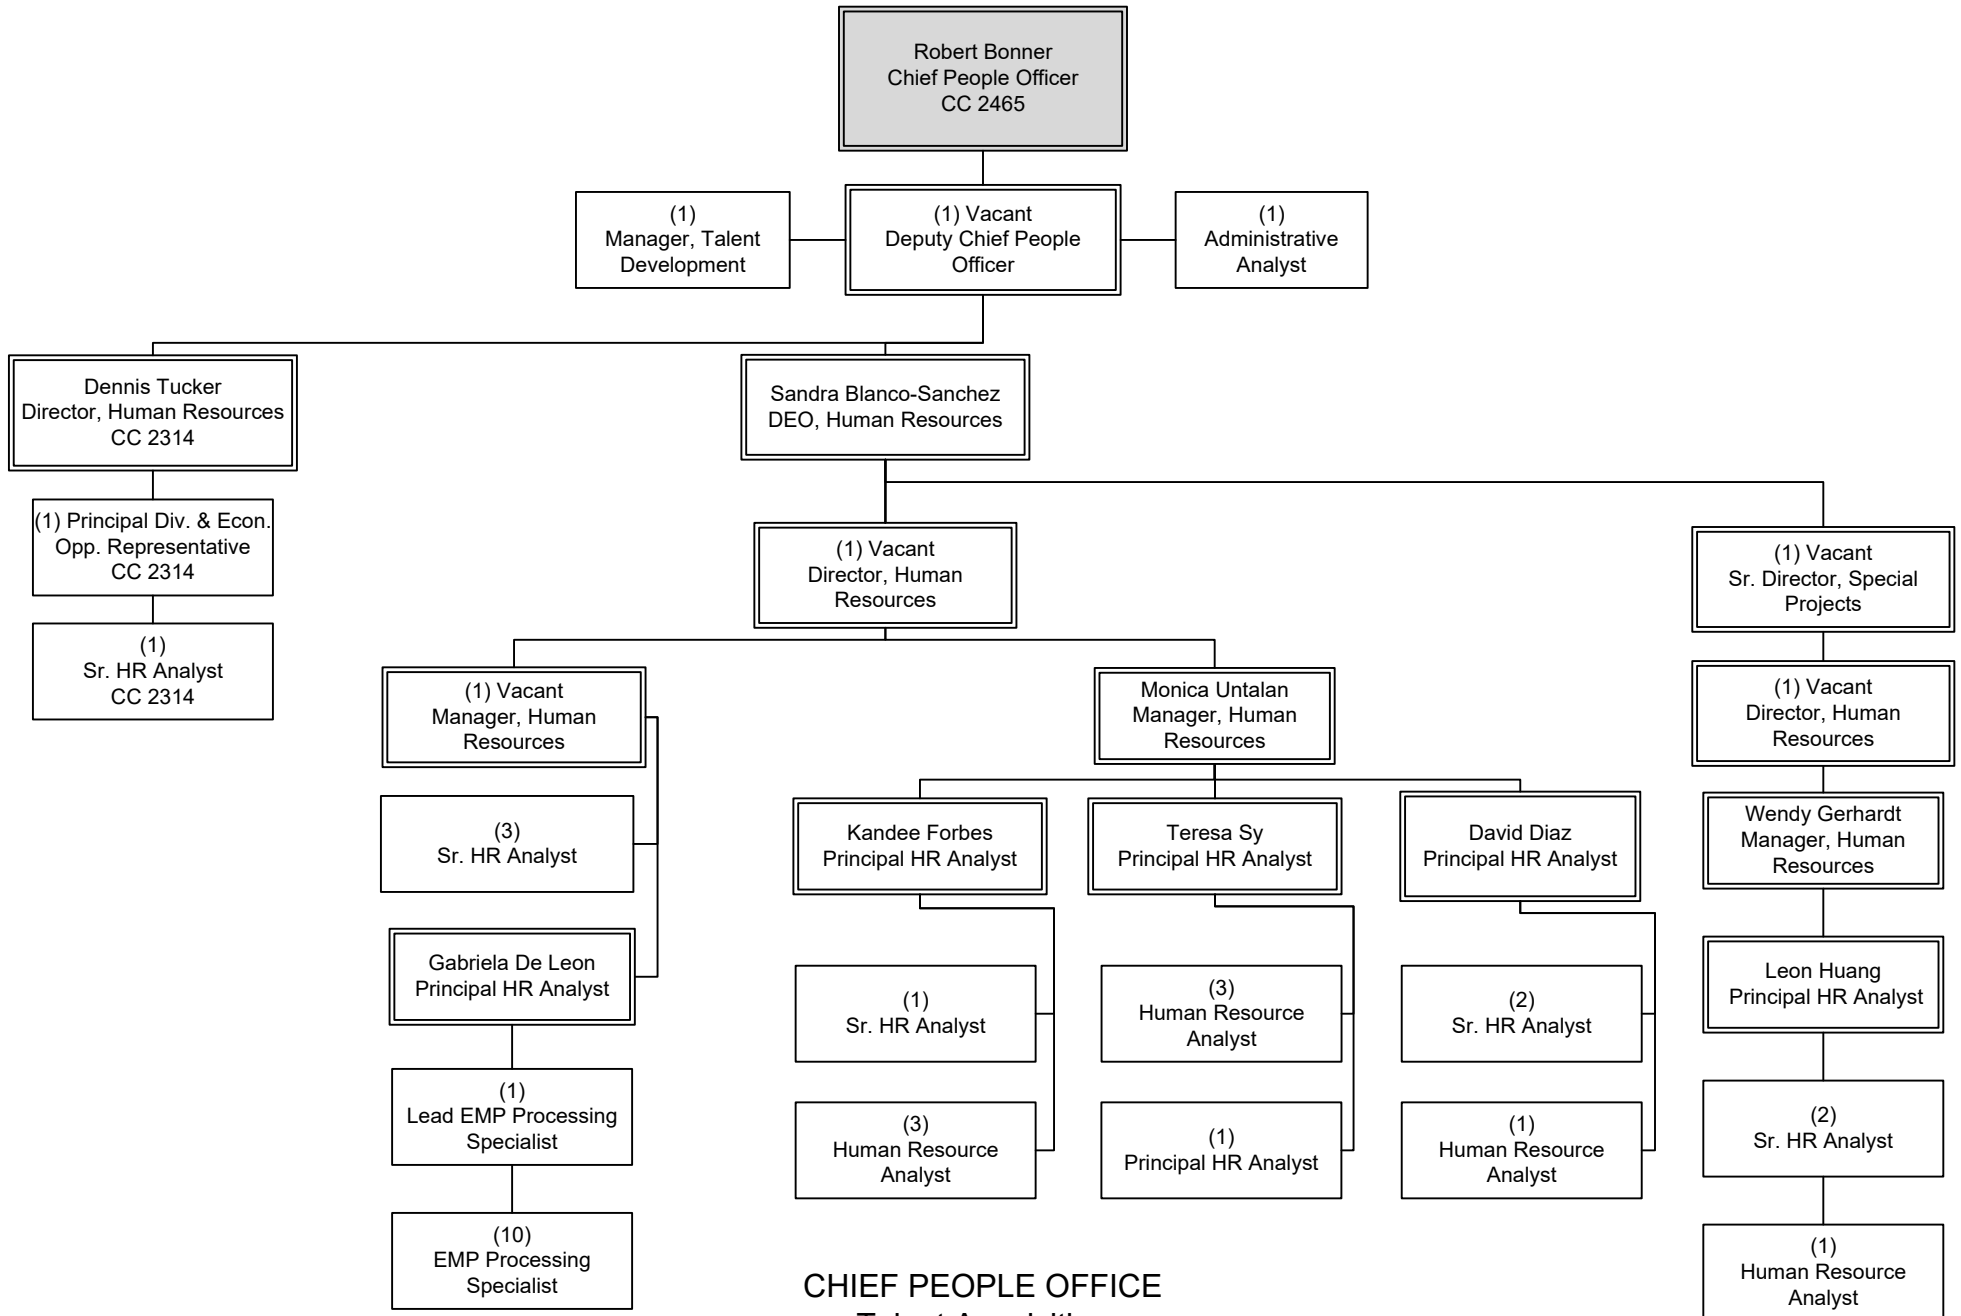 Robert Bonner
Chief People Officer
CC 2465
(1)
Manager, Talent
Development
(1) Vacant
Deputy Chief People
Officer
(1)
Administrative
Analyst
Dennis Tucker
Director, Human Resources
CC 2314
Sandra Blanco-Sanchez
DEO, Human Resources
(1) Principal Div. & Econ.
Opp. Representative
CC 2314
(1)
Sr. HR Analyst
CC 2314
(1) Vacant
Director, Human
Resources
(1) Vacant
Sr. Director, Special
Projects
(1) Vacant
Manager, Human
Resources
Monica Untalan
Manager, Human
Resources
(1) Vacant
Director, Human
Resources
(3)
Sr. HR Analyst
Kandee Forbes
Principal HR Analyst
Teresa Sy
Principal HR Analyst
David Diaz
Principal HR Analyst
Wendy Gerhardt
Manager, Human
Resources
Gabriela De Leon
Principal HR Analyst
(1)
Sr. HR Analyst
(3)
Human Resource
Analyst
(2)
Sr. HR Analyst
Leon Huang
Principal HR Analyst
(1)
Lead EMP Processing
Specialist
(3)
Human Resource
Analyst
(1)
Principal HR Analyst
(1)
Human Resource
Analyst
(2)
Sr. HR Analyst
(10)
EMP Processing
Specialist
(1)
Human Resource
Analyst
CHIEF PEOPLE OFFICE